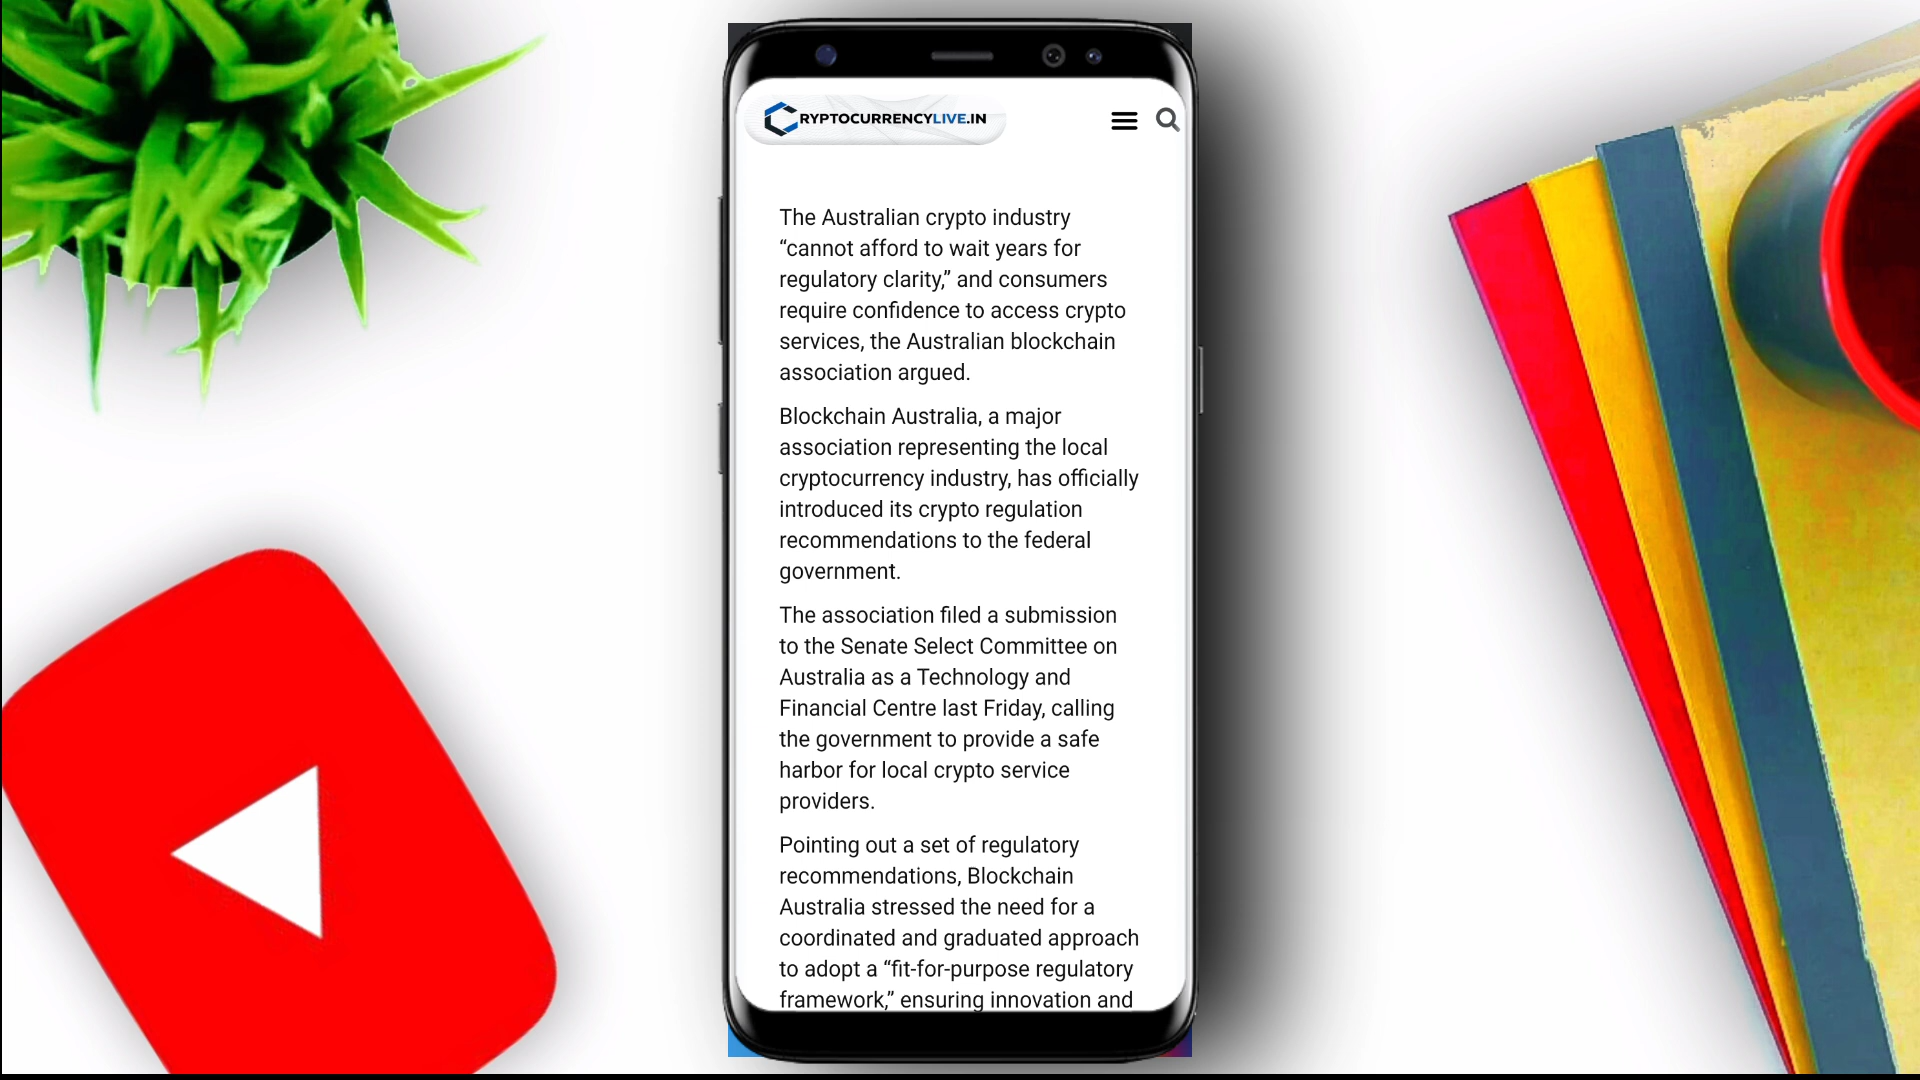 CRYPTOCURRENCYLIVE.IN
The Australian crypto industry
“cannot afford to wait years for
regulatory clarity,” and consumers
require confidence to access crypto
services, the Australian blockchain
association argued.
Blockchain Australia, a major
association representing the local
cryptocurrency industry, has officially
introduced its crypto regulation
recommendations to the federal
government.
The association filed a submission
to the Senate Select Committee on
Australia as a Technology and
Financial Centre last Friday, calling
the government to provide a safe
harbor for local crypto service
providers.
Pointing out a set of regulatory
recommendations, Blockchain
Australia stressed the need for a
coordinated and graduated approach
to adopt a “fit-for-purpose regulatory
framework,” ensuring innovation and